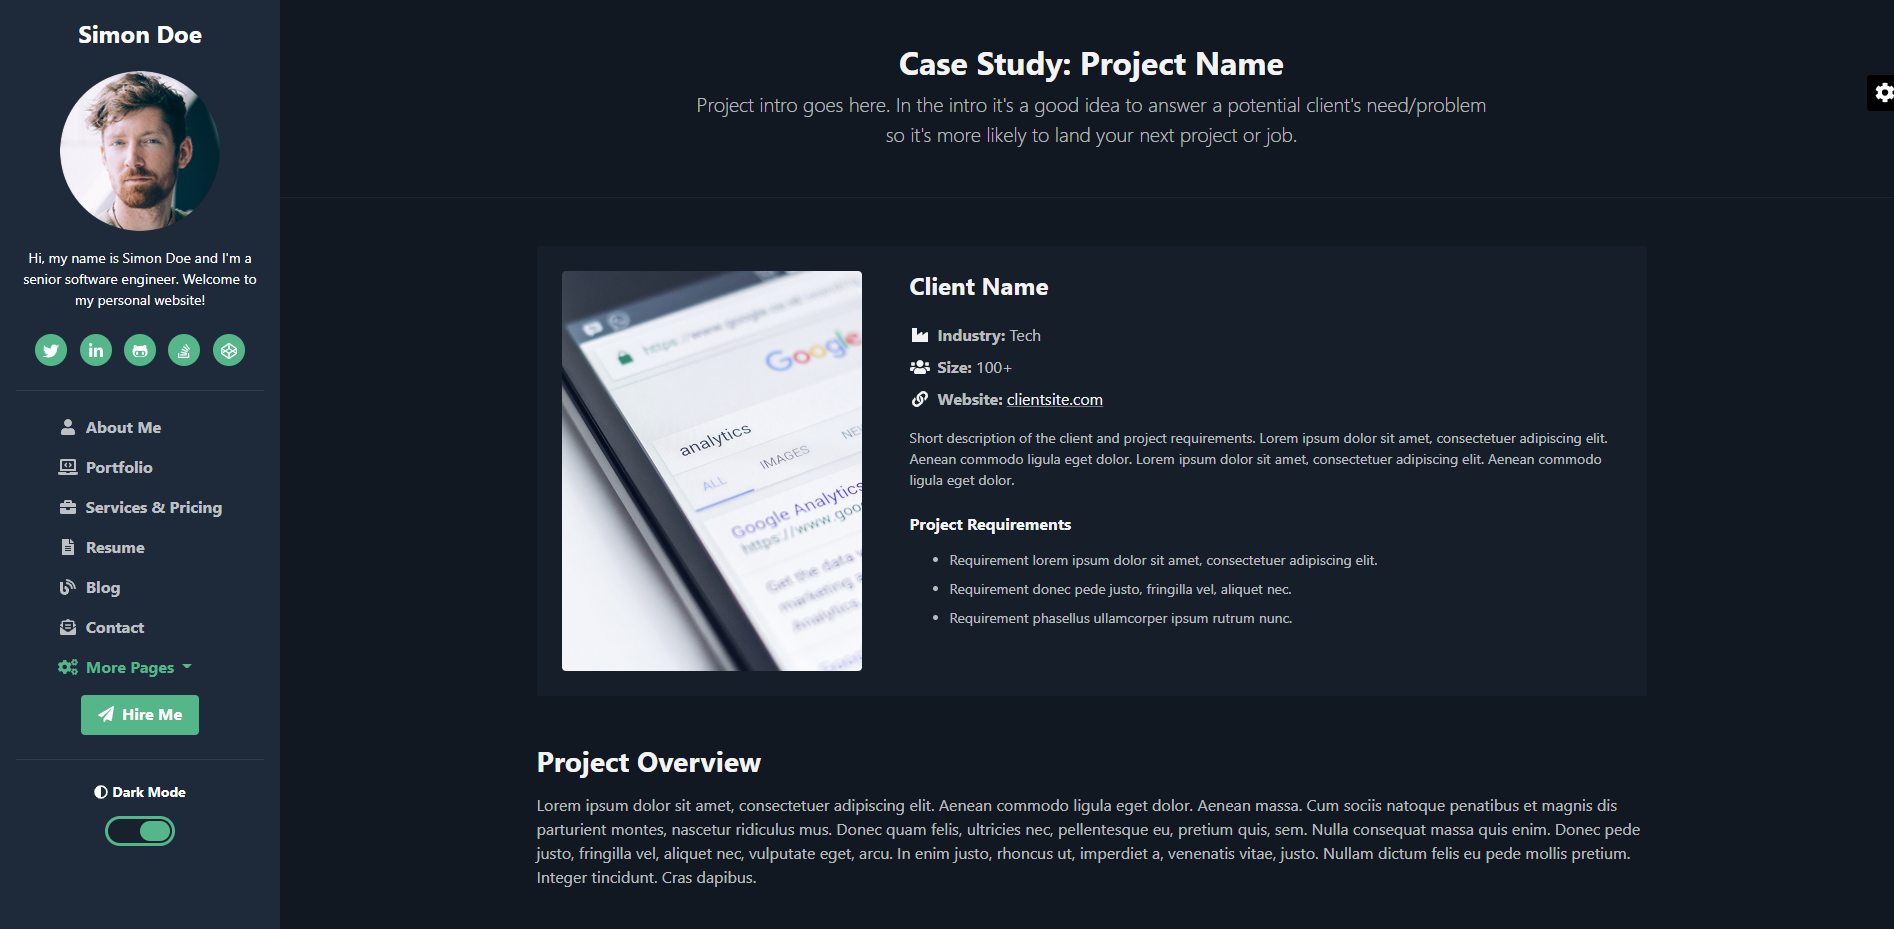 Simon Doe
Hi, my name is Simon Doe and I'm a
senior software engineer. Welcome to
my personal website!
About Me
Portfolio
Services & Pricing
Resume
Blog
Contact
More Pages
Hire Me
Dark Mode
Case Study: Project Name
Project intro goes here. In the intro it's a good idea to answer a potential client's need/problem
so it's more likely to land your next project or job.
https://www.google.co.uk
Google
analytics
ALL
IMAGES
NE
Google Analytics
https://www.goo
Get the data
marketing
Analytics
Client Name
Industry: Tech
Size: 100+
Website: clientsite.com
Short description of the client and project requirements. Lorem ipsum dolor sit amet, consectetuer adipiscing elit.
Aenean commodo ligula eget dolor. Lorem ipsum dolor sit amet, consectetuer adipiscing elit. Aenean commodo
ligula eget dolor.
Project Requirements
Requirement lorem ipsum dolor sit amet, consectetuer adipiscing elit.
Requirement donec pede justo, fringilla vel, aliquet nec.
Requirement phasellus ullamcorper ipsum rutrum nunc.
Project Overview
Lorem ipsum dolor sit amet, consectetuer adipiscing elit. Aenean commodo ligula eget dolor. Aenean massa. Cum sociis natoque penatibus et magnis dis
parturient montes, nascetur ridiculus mus. Donec quam felis, ultricies nec, pellentesque eu, pretium quis, sem. Nulla consequat massa quis enim. Donec pede
justo, fringilla vel, aliquet nec, vulputate eget, arcu. In enim justo, rhoncus ut, imperdiet a, venenatis vitae, justo. Nullam dictum felis eu pede mollis pretium.
Integer tincidunt. Cras dapibus.